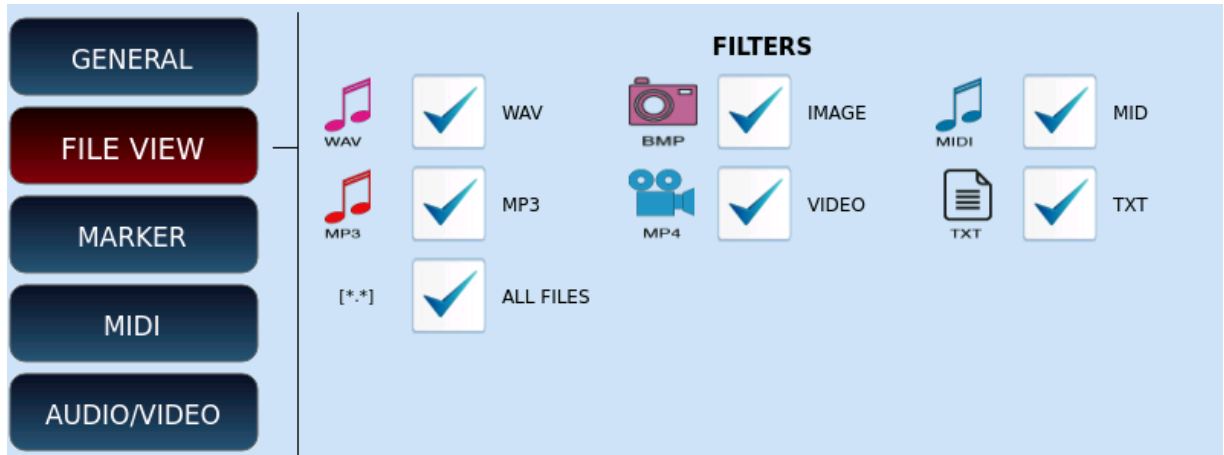 GENERAL
FILE VIEW
MARKER
MIDI
AUDIO/VIDEO
FILTERS
WAV WAV BMP IMAGE MIDI MID
MP3 MP3 MP4 VIDEO TXT TXT
[*.*] ALL FILES